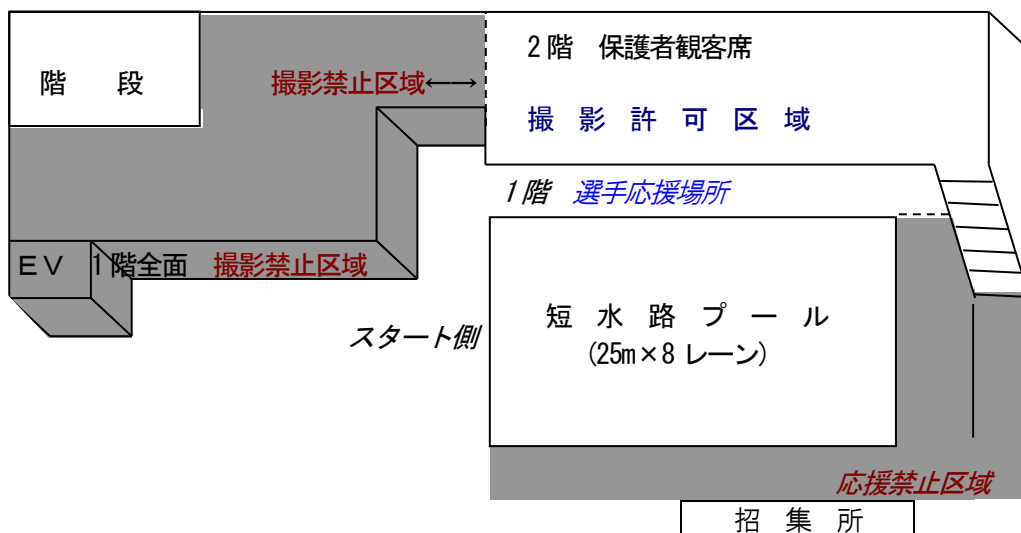 2階 保護者観客席
階 段
撮影禁止区域←→
撮 影 許 可 区 域
1階 選手応援場所
EV 1階全面 撮影禁止区域
スタート側
短 水 路 プ ー ル
(25m×8 レーン)
応援禁止区域
招 集 所